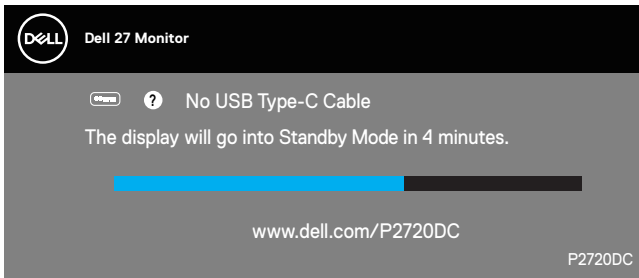 DELL
Dell 27 Monitor
? No USB Type-C Cable
The display will go into Standby Mode in 4 minutes.
www.dell.com/P2720DC
P2720DC